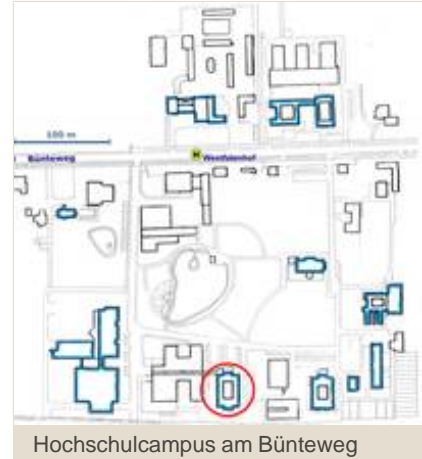 100 m
Bünteweg
H
Westfalenhof
Hochschulcampus am Bünteweg